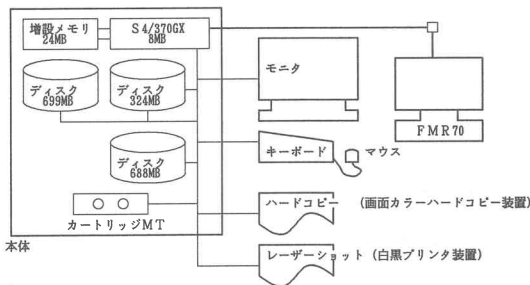 増設メモリ
24MB
S4/370GX
8MB
ディスク
699MB
ディスク
324MB
モニタ
FMR70
キーボード
マウス
ディスク
688MB
ハードコピー (画面カラーハードコピー装置)
カートリッジMT
本体
レーザーショット (白黒プリンタ装置)